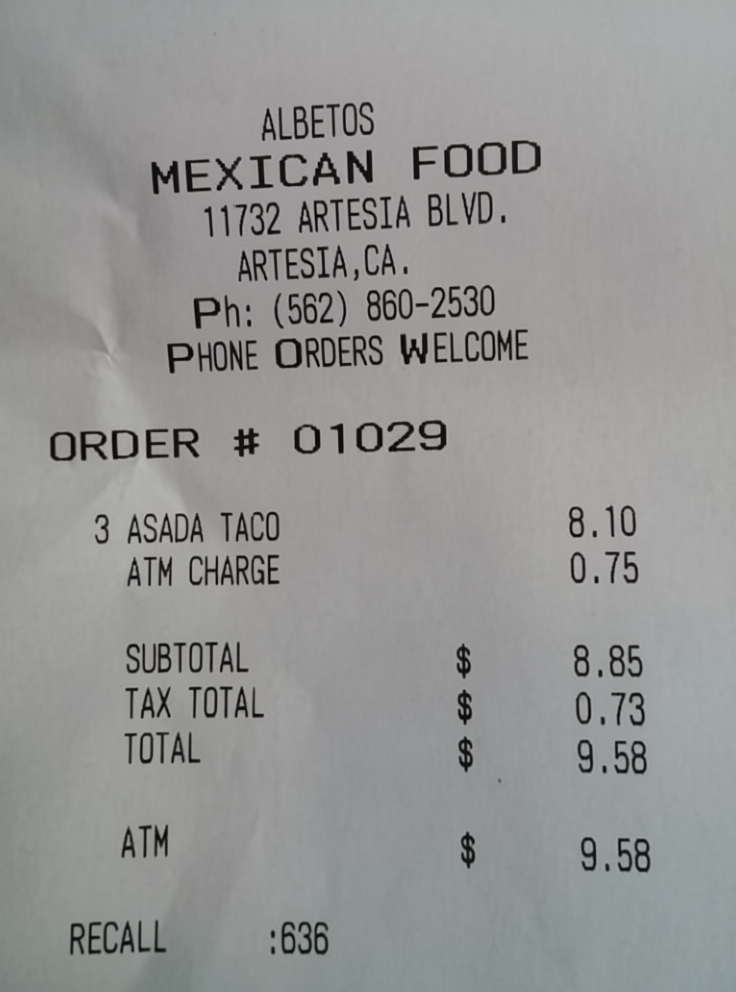 ALBETOS
MEXICAN FOOD
11732 ARTESIA BLVD.
ARTESIA,CA.
Ph: (562) 860-2530
PHONE ORDERS WELCOME
ORDER # 01029
3 ASADA TACO 8.10
ATM CHARGE 0.75
SUBTOTAL $ 8.85
TAX TOTAL $ 0.73
TOTAL $ 9.58
ATM $ 9.58
RECALL :636